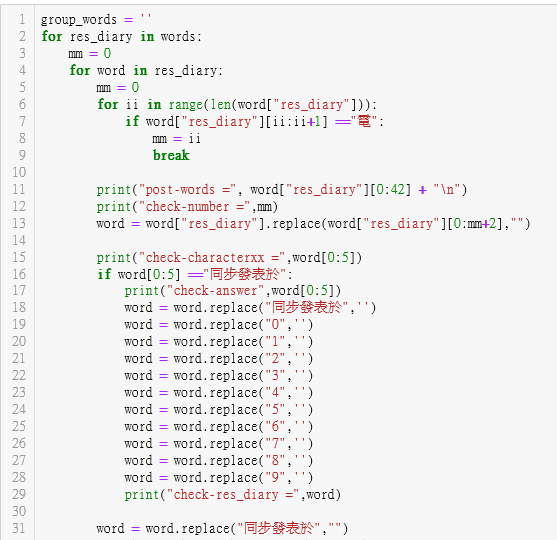 1 group_words = ''
2 for res_diary in words:
3     mm = 0
4     for word in res_diary:
5         mm = 0
6         for ii in range(len(word["res_diary"])):
7             if word["res_diary"][ii:ii+1] =="電":
8                 mm = ii
9                 break
10
11         print("post-words =", word["res_diary"][0:42] + "\n")
12         print("check-number =",mm)
13         word = word["res_diary"].replace(word["res_diary"][0:mm+2],"")
14
15         print("check-characterxx =",word[0:5])
16         if word[0:5] =="同步發表於":
17             print("check-answer",word[0:5])
18             word = word.replace("同步發表於",'')
19             word = word.replace("0",'')
20             word = word.replace("1",'')
21             word = word.replace("2",'')
22             word = word.replace("3",'')
23             word = word.replace("4",'')
24             word = word.replace("5",'')
25             word = word.replace("6",'')
26             word = word.replace("7",'')
27             word = word.replace("8",'')
28             word = word.replace("9",'')
29             print("check-res_diary =",word)
30
31         word = word.replace("同步發表於","")